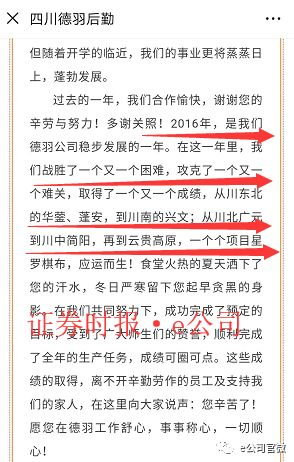 × 四川德羽后勤
但随着开学的临近，我们的事业更将蒸蒸日
上，蓬勃发展。
过去的一年，我们合作愉快，谢谢您的
辛劳与努力！多谢关照！2016年，是我们
德羽公司稳步发展的一年。在这一年里，我
们战胜了一个又一个困难，攻克了一个又一
个难关，取得了一个又一个成绩，从川东北
的华蓥、蓬安，到川南的兴文；从川北广元
到川中简阳，再到云贵高原，一个个项目星
罗棋布，应运而生！食堂火热的夏天洒下了
您的汗水，冬日严寒留下您起早贪黑的身
影。在我们共同努力下，成功完成了预定的
目标，受到了广大师生们的赞誉，顺利完成
了全年的生产任务，成绩可圈可点。这些成
绩的取得，离不开辛勤劳作的员工及支持我
们的家人，在这里向大家说声：您辛苦了！
愿您在德羽工作舒心，事事称心，一切顺
心！
证券时报·e公司
e公司官微